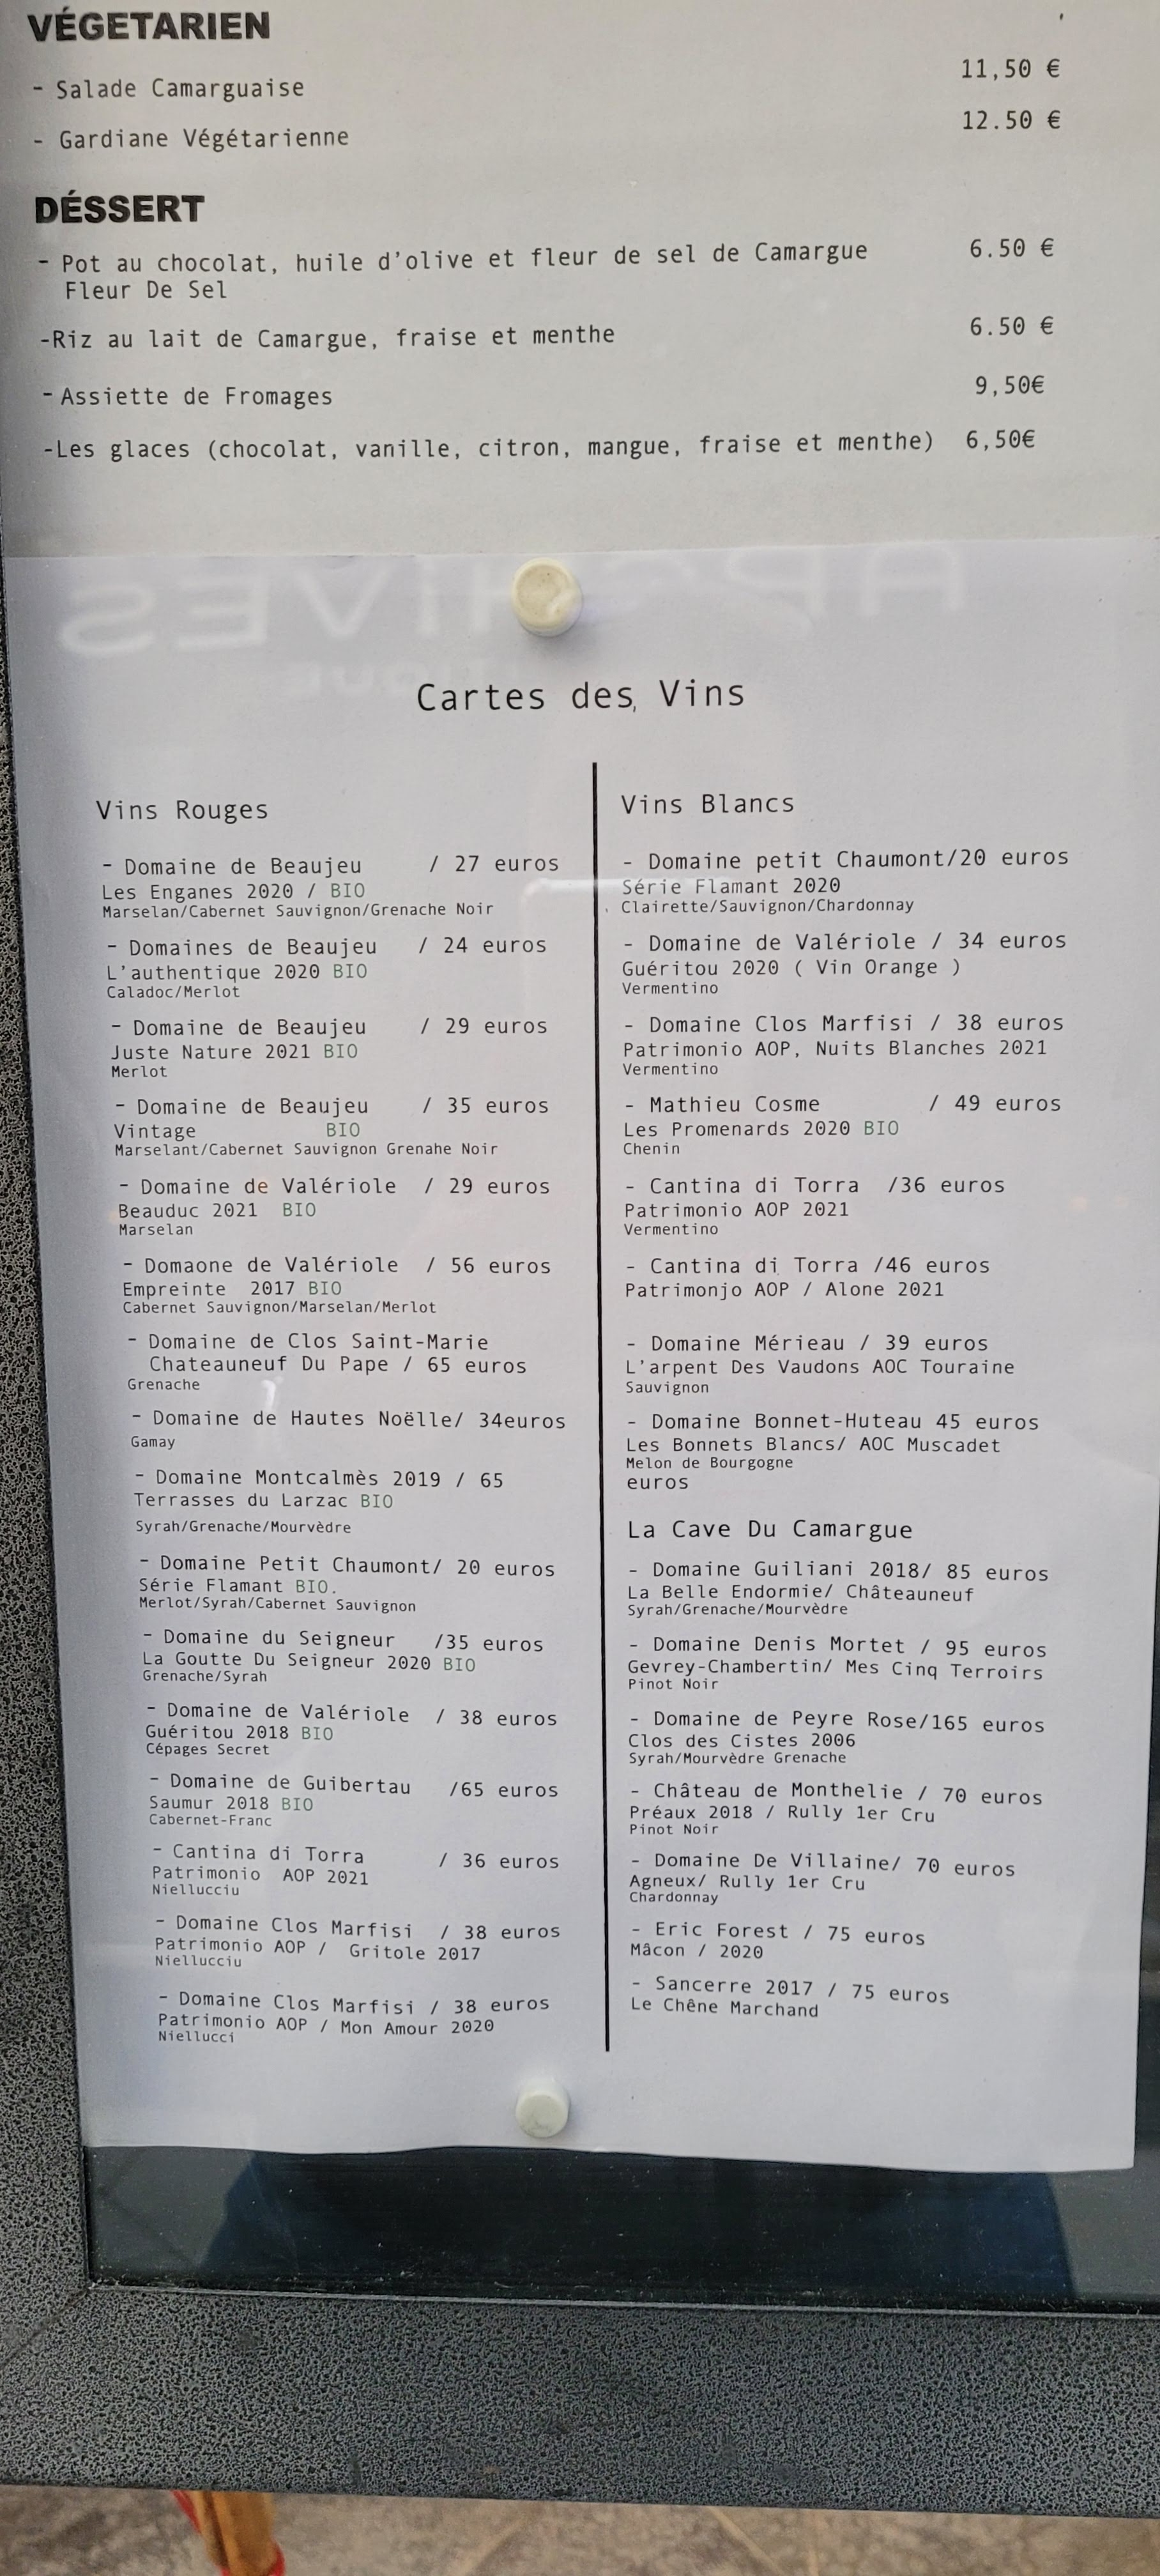 VÉGETARIEN
- Salade Camarguaise 11,50 €
- Gardiane Végétarienne 12.50 €
DÉSSERT
- Pot au chocolat, huile d'olive et fleur de sel de Camargue 6.50 €
Fleur De Sel
-Riz au lait de Camargue, fraise et menthe 6.50 €
- Assiette de Fromages 9,50€
-Les glaces (chocolat, vanille, citron, mangue, fraise et menthe) 6,50€
Cartes des Vins
Vins Rouges
- Domaine de Beaujeu / 27 euros
Les Enganes 2020 / BIO
Marselan/Cabernet Sauvignon/Grenache Noir
- Domaines de Beaujeu / 24 euros
L'authentique 2020 BIO
Caladoc/Merlot
- Domaine de Beaujeu / 29 euros
Juste Nature 2021 BIO
Merlot
- Domaine de Beaujeu / 35 euros
Vintage BIO
Marselant/Cabernet Sauvignon Grenahe Noir
- Domaine de Valériole / 29 euros
Beauduc 2021 BIO
Marselan
- Domaone de Valériole / 56 euros
Empreinte 2017 BIO
Cabernet Sauvignon/Marselan/Merlot
- Domaine de Clos Saint-Marie
Chateauneuf Du Pape / 65 euros
Grenache
- Domaine de Hautes Noëlle/ 34euros
Gamay
- Domaine Montcalmès 2019 / 65
Terrasses du Larzac BIO
Syrah/Grenache/Mourvèdre
- Domaine Petit Chaumont/ 20 euros
Série Flamant BIO.
Merlot/Syrah/Cabernet Sauvignon
- Domaine du Seigneur /35 euros
La Goutte Du Seigneur 2020 BIO
Grenache/Syrah
- Domaine de Valériole / 38 euros
Guéritou 2018 BIO
Cépages Secret
- Domaine de Guibertau /65 euros
Saumur 2018 BIO
Cabernet-Franc
- Cantina di Torra / 36 euros
Patrimonio AOP 2021
Niellucciu
- Domaine Clos Marfisi / 38 euros
Patrimonio AOP / Gritole 2017
Niellucciu
- Domaine Clos Marfisi / 38 euros
Patrimonio AOP / Mon Amour 2020
Niellucci
Vins Blancs
- Domaine petit Chaumont/20 euros
Série Flamant 2020
Clairette/Sauvignon/Chardonnay
- Domaine de Valériole / 34 euros
Guéritou 2020 ( Vin Orange )
Vermentino
- Domaine Clos Marfisi / 38 euros
Patrimonio AOP, Nuits Blanches 2021
Vermentino
- Mathieu Cosme / 49 euros
Les Promenards 2020 BIO
Chenin
- Cantina di Torra /36 euros
Patrimonio AOP 2021
Vermentino
- Cantina di Torra /46 euros
Patrimonjo AOP / Alone 2021
- Domaine Mérieau / 39 euros
L'arpent Des Vaudons AOC Touraine
Sauvignon
- Domaine Bonnet-Huteau 45 euros
Les Bonnets Blancs/ AOC Muscadet
Melon de Bourgogne
euros
La Cave Du Camargue
- Domaine Guiliani 2018/ 85 euros
La Belle Endormie/ Châteauneuf
Syrah/Grenache/Mourvèdre
- Domaine Denis Mortet / 95 euros
Gevrey-Chambertin/ Mes Cinq Terroirs
Pinot Noir
- Domaine de Peyre Rose/165 euros
Clos des Cistes 2006
Syrah/Mourvèdre Grenache
- Château de Monthelie / 70 euros
Préaux 2018 / Rully 1er Cru
Pinot Noir
- Domaine De Villaine/ 70 euros
Agneux/ Rully 1er Cru
Chardonnay
- Eric Forest / 75 euros
Mâcon / 2020
- Sancerre 2017 / 75 euros
Le Chêne Marchand